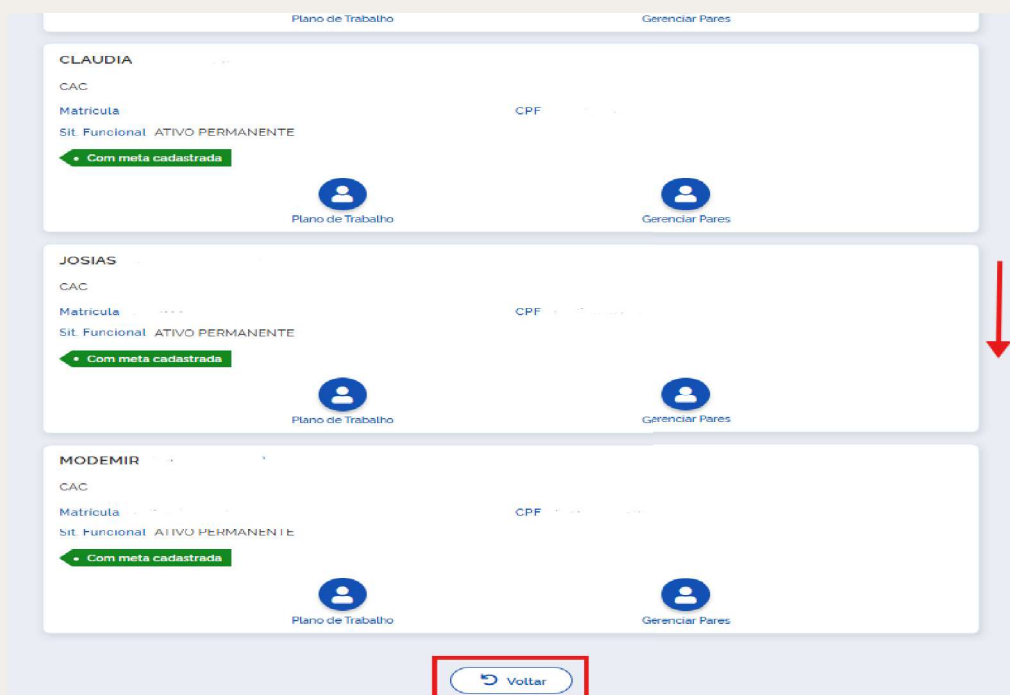 Plano de Trabalho Gerenciar Pares
CLAUDIA
CAC
Matrícula CPF
Sit. Funcional ATIVO PERMANENTE
Com meta cadastrada
Plano de Trabalho Gerenciar Pares
JOSIAS
CAC
Matrícula CPF
Sit. Funcional ATIVO PERMANENTE
Com meta cadastrada
Plano de Trabalho Gerenciar Pares
MODEMIR
CAC
Matrícula CPF
Sit. Funcional ATIVO PERMANENTE
Com meta cadastrada
Plano de Trabalho Gerenciar Pares
Voltar